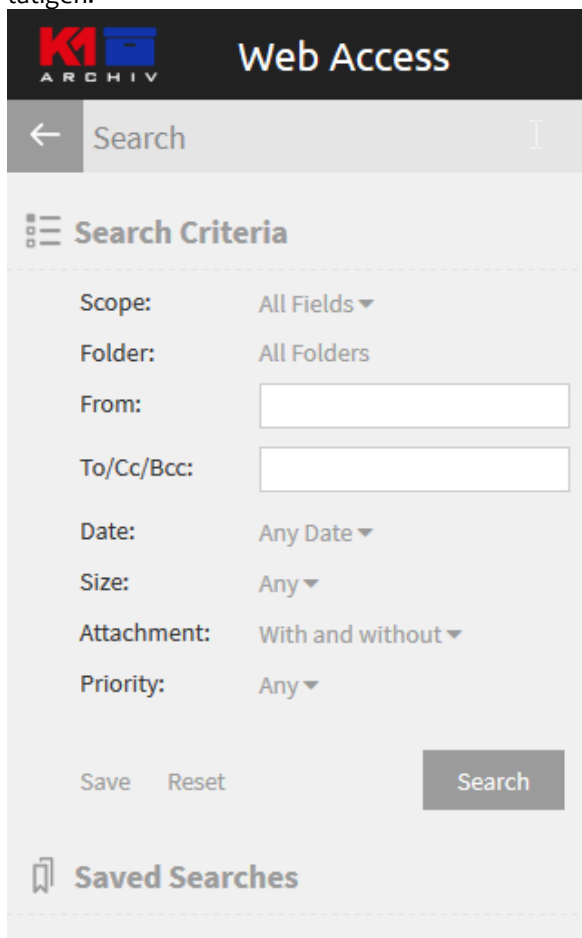 tätigen.
K1
ARCHIV
Web Access
Search
Search Criteria
Scope: All Fields
Folder: All Folders
From:
To/Cc/Bcc:
Date: Any Date
Size: Any
Attachment: With and without
Priority: Any
Save Reset Search
Saved Searches